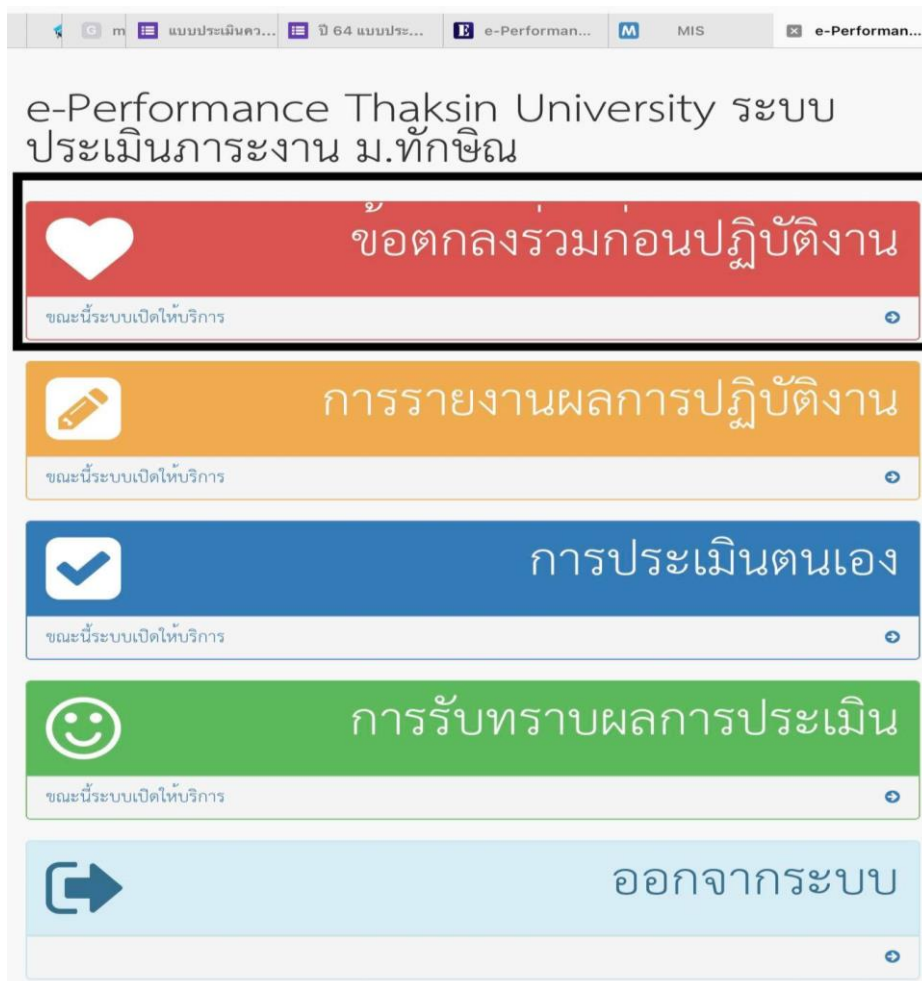 m
แบบประเมินคว...
ปี 64 แบบประ...
e-Performan...
MIS
e-Performan...
e-Performance Thaksin University ระบบ
ประเมินภาระงาน ม.ทักษิณ
ข้อตกลงร่วมก่อนปฏิบัติงาน
ขณะนี้ระบบเปิดให้บริการ
การรายงานผลการปฏิบัติงาน
ขณะนี้ระบบเปิดให้บริการ
การประเมินตนเอง
ขณะนี้ระบบเปิดให้บริการ
การรับทราบผลการประเมิน
ขณะนี้ระบบเปิดให้บริการ
ออกจากระบบ